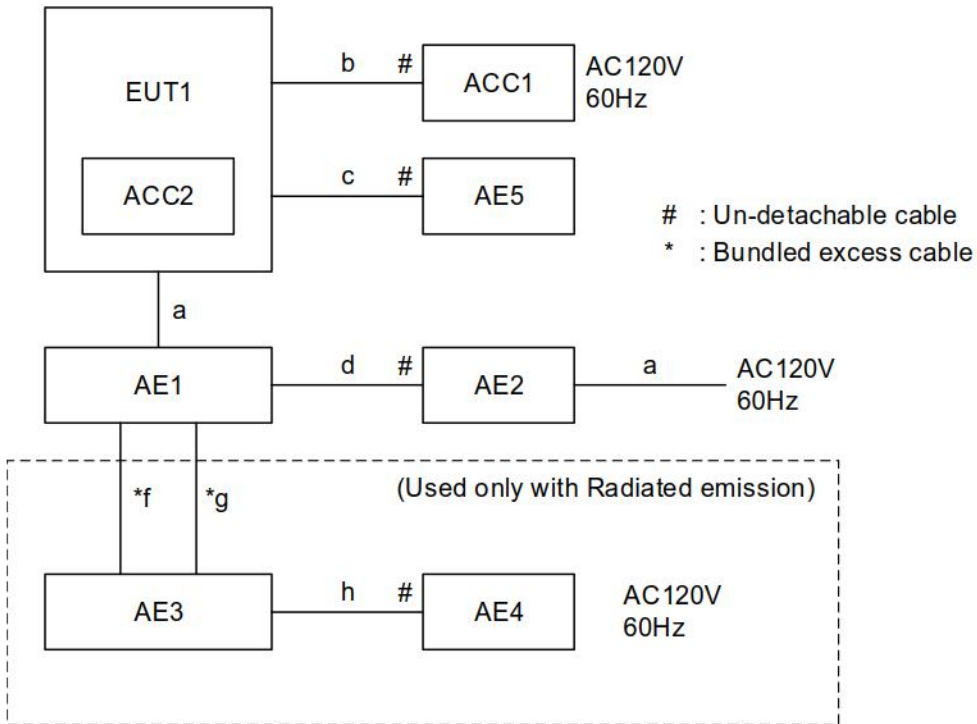 b # ACC1 AC120V
60Hz
EUT1
ACC2
c # AE5
# : Un-detachable cable
* : Bundled excess cable
a
AE1 d # AE2 a AC120V
60Hz
(Used only with Radiated emission)
*f *g
AE3 h # AE4 AC120V
60Hz